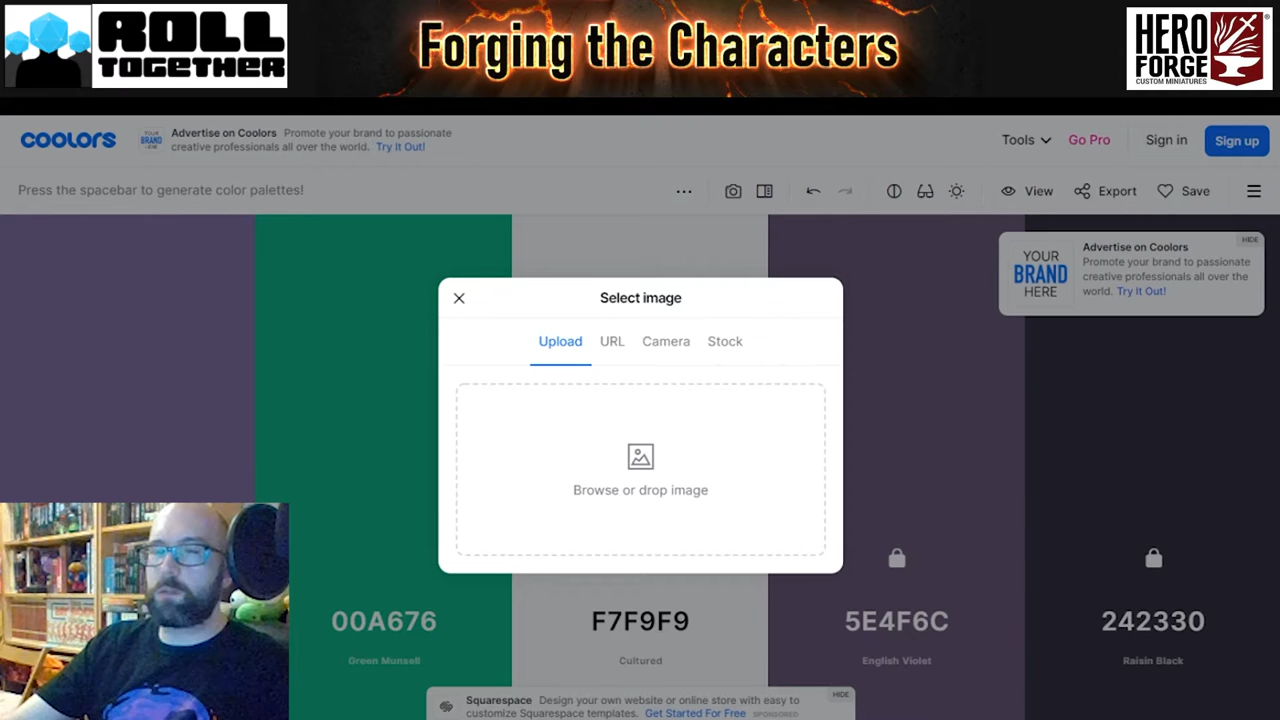 ROLL
TOGETHER
Forging the Characters
HERO
FORGE®
CUSTOM MINIATURES
coolors
YOUR
BRAND
HERE
Advertise on Coolors Promote your brand to passionate
creative professionals all over the world. Try It Out!
Tools
Go Pro
Sign in
Sign up
Press the spacebar to generate color palettes!
View
Export
Save
HIDE
YOUR
BRAND
HERE
Advertise on Coolors
Promote your brand to passionate
creative professionals all over the
world. Try It Out!
Select image
Upload URL Camera Stock
Browse or drop image
00A676
Green Munsell
F7F9F9
Cultured
5E4F6C
English Violet
242330
Raisin Black
HIDE
Squarespace Design your own website or online store with easy to
customize Squarespace templates. Get Started For Free SPONSORED